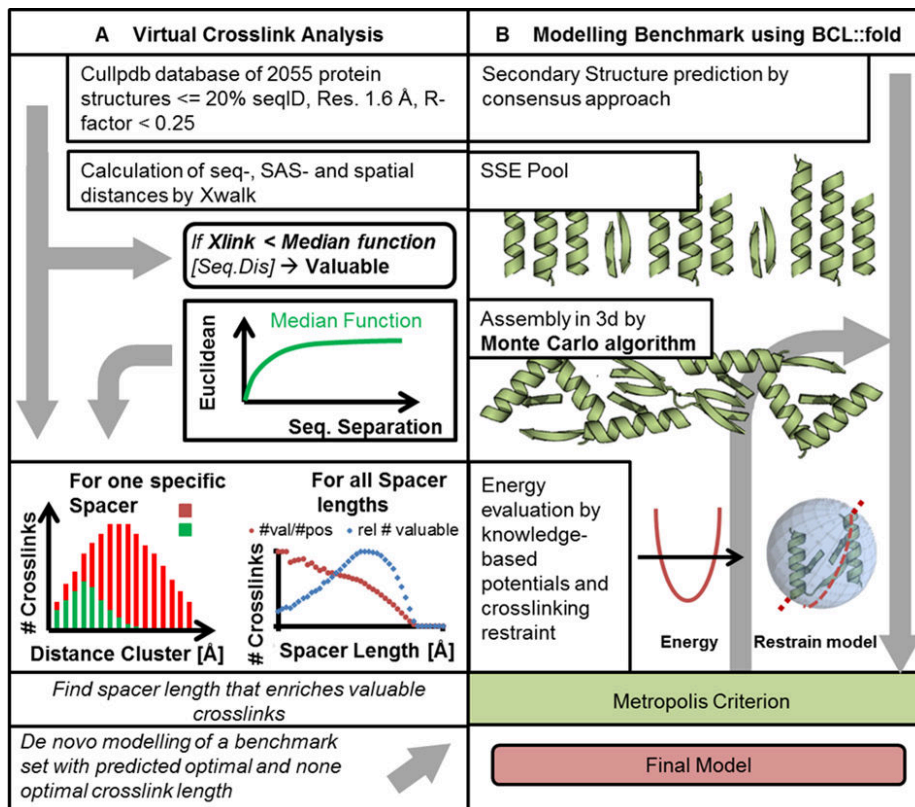 A Virtual Crosslink Analysis
Cullpdb database of 2055 protein
structures <= 20% seqID, Res. 1.6 Å, R-
factor < 0.25
Calculation of seq-, SAS- and spatial
distances by Xwalk
If Xlink < Median function
[Seq.Dis] → Valuable
Median Function
Euclidean
Seq. Separation
For one specific
Spacer
# Crosslinks
Distance Cluster [Å]
For all Spacer
lengths
#val/#pos
rel # valuable
# Crosslinks
Spacer Length [Å]
Find spacer length that enriches valuable
crosslinks
De novo modelling of a benchmark
set with predicted optimal and none
optimal crosslink length
B Modelling Benchmark using BCL::fold
Secondary Structure prediction by
consensus approach
SSE Pool
Assembly in 3d by
Monte Carlo algorithm
Energy
evaluation by
knowledge-
based
potentials and
crosslinking
restraint
Energy
Restrain model
Metropolis Criterion
Final Model